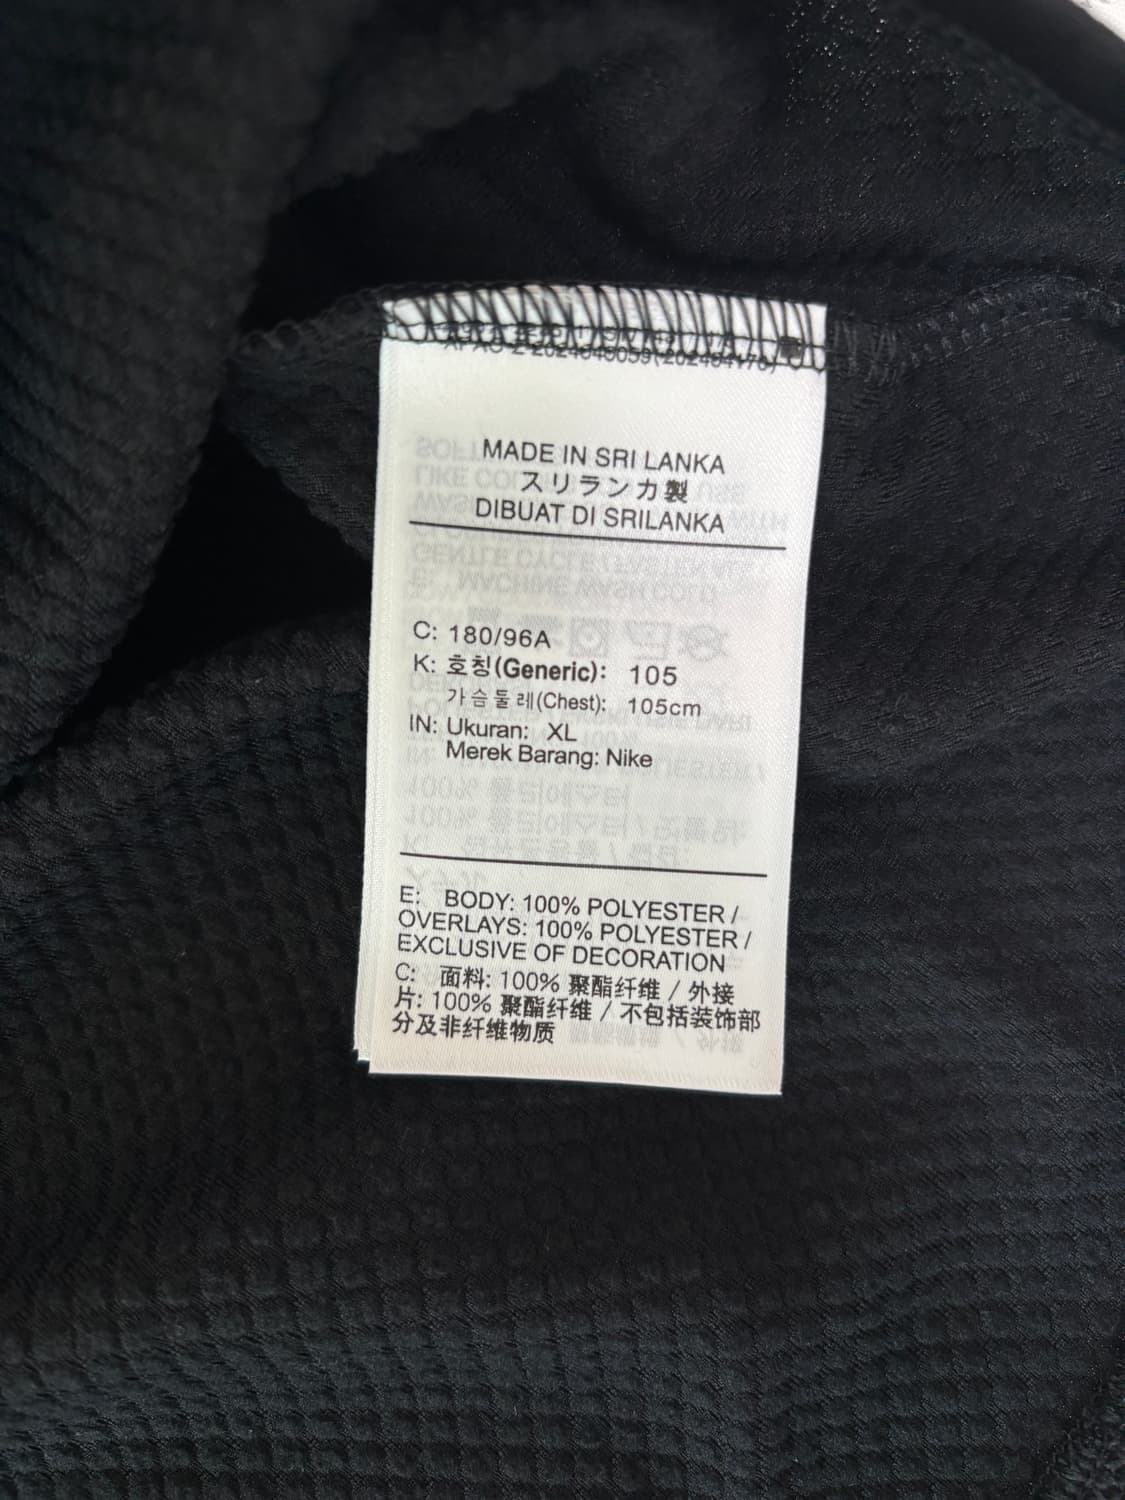 MADE IN SRI LANKA
スリランカ製
DIBUAT DI SRILANKA
C: 180/96A
K: 호칭(Generic): 105
가슴둘레(Chest): 105cm
IN: Ukuran: XL
Merek Barang: Nike
E: BODY: 100% POLYESTER /
OVERLAYS: 100% POLYESTER /
EXCLUSIVE OF DECORATION
C: 面料: 100% 聚酯纤维 / 外接
片: 100% 聚酯纤维 / 不包括装饰部
分及非纤维物质